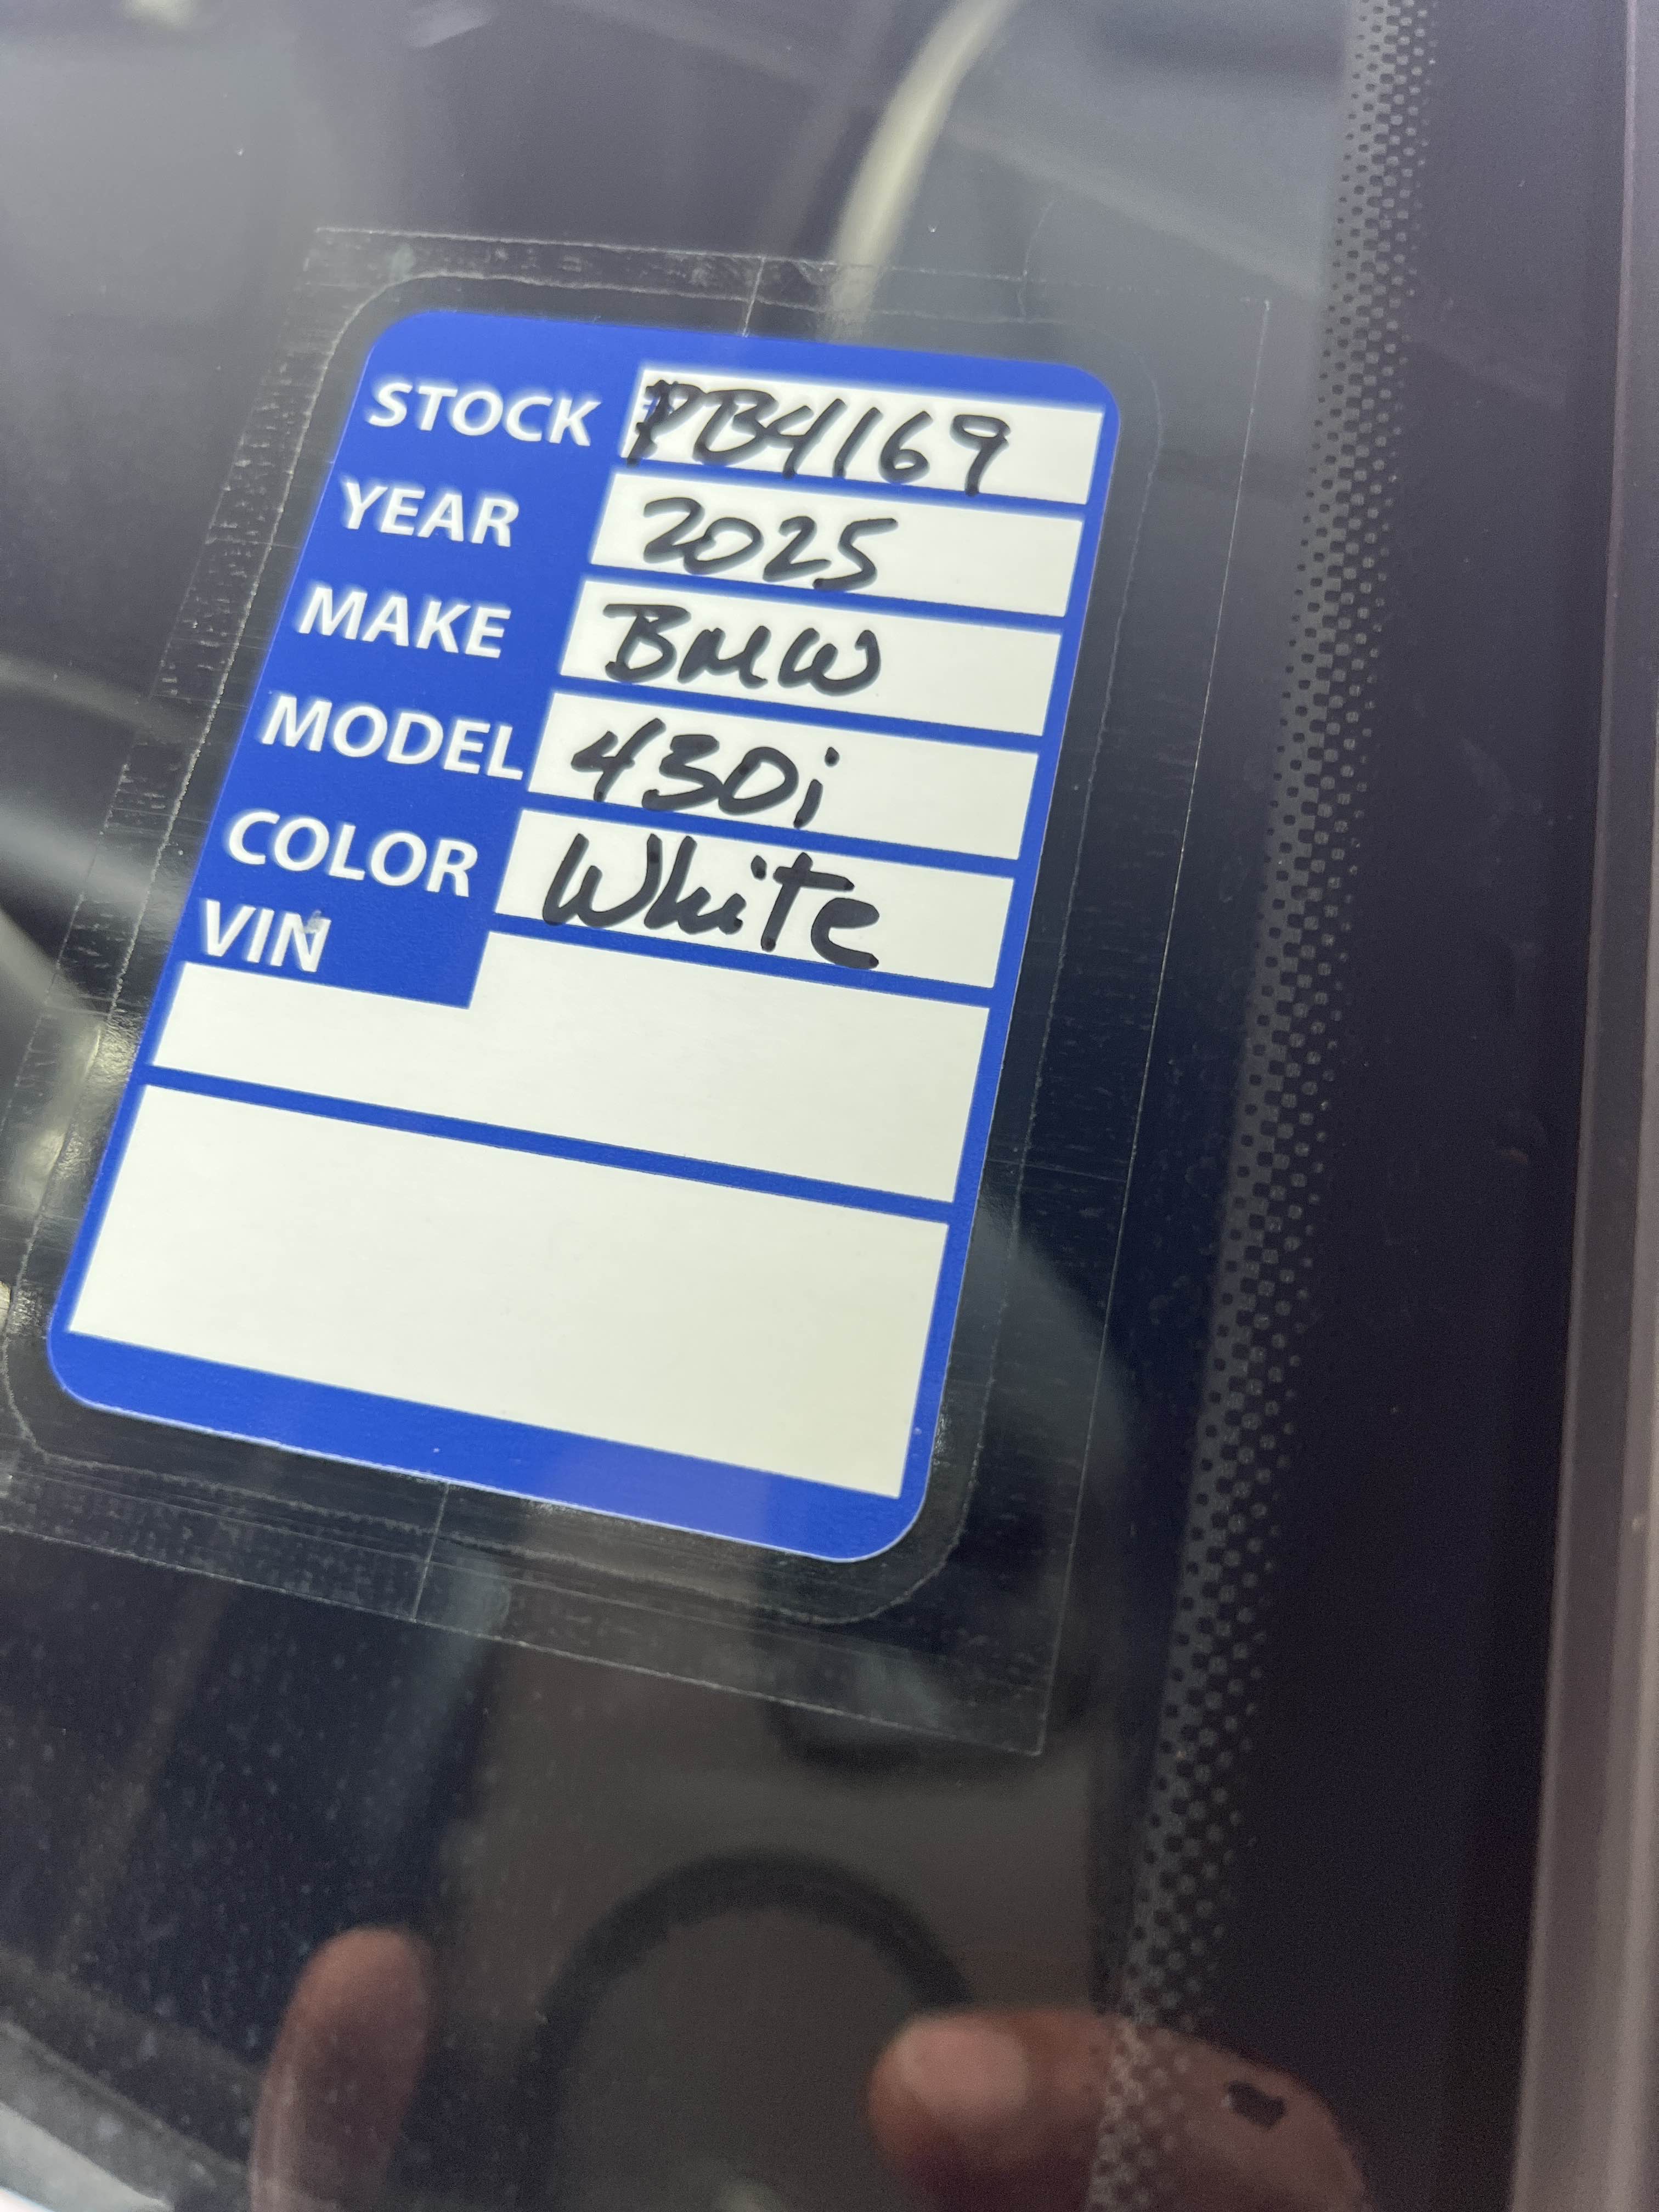 STOCK PB4169
YEAR 2025
MAKE BMW
MODEL 430i
COLOR White
VIN